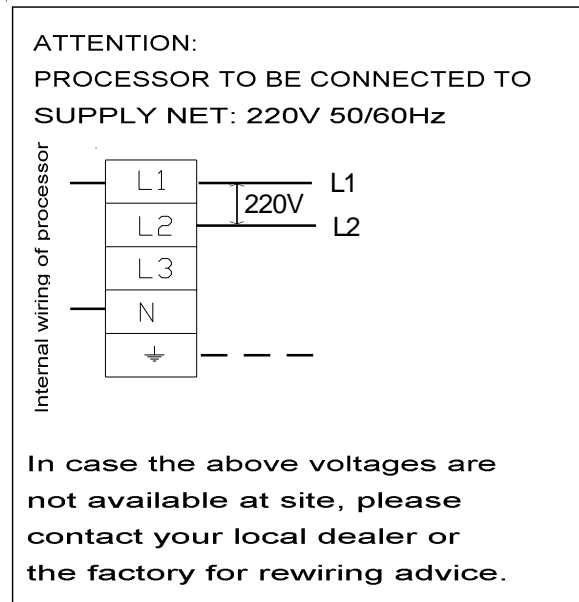 ATTENTION:
PROCESSOR TO BE CONNECTED TO
SUPPLY NET: 220V 50/60Hz
Internal wiring of processor
L1 L1
220V
L2 L2
L3
N
In case the above voltages are
not available at site, please
contact your local dealer or
the factory for rewiring advice.